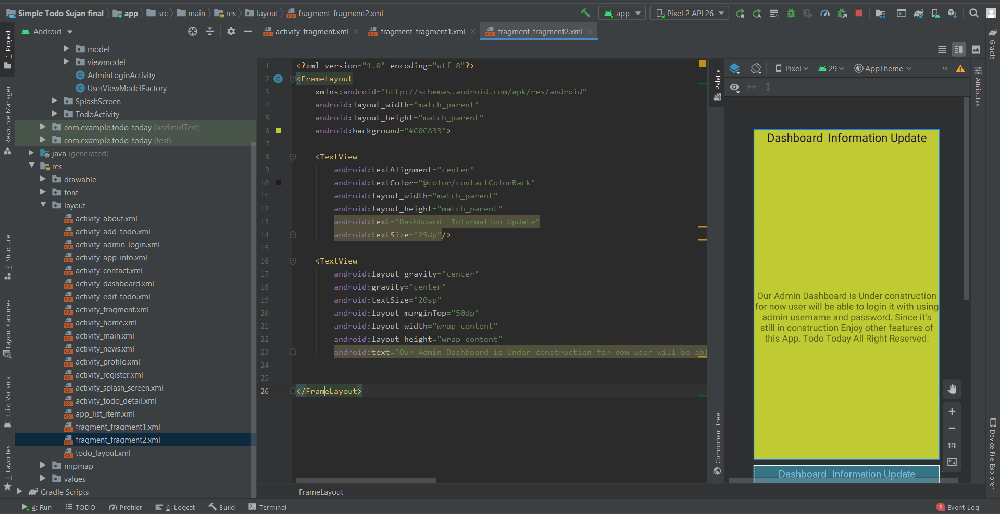 Simple Todo Sujan final app src main res layout fragment_fragment2.xml app Pixel 2 API 26
Android
activity_fragment.xml fragment_fragment1.xml fragment_fragment2.xml
1: Project
Resource Manager
7: Structure
Layout Captures
Build Variants
2: Favorites
model
viewmodel
AdminLoginActivity
UserViewModelFactory
SplashScreen
TodoActivity
com.example.todo_today (androidTest)
com.example.todo_today (test)
java (generated)
res
drawable
font
layout
activity_about.xml
activity_add_todo.xml
activity_admin_login.xml
activity_app_info.xml
activity_contact.xml
activity_dashboard.xml
activity_edit_todo.xml
activity_fragment.xml
activity_home.xml
activity_main.xml
activity_news.xml
activity_profile.xml
activity_register.xml
activity_splash_screen.xml
activity_todo_detail.xml
app_list_item.xml
fragment_fragment1.xml
fragment_fragment2.xml
todo_layout.xml
mipmap
values
Gradle Scripts
1 <?xml version="1.0" encoding="utf-8"?>
2 <FrameLayout
3 xmlns:android="http://schemas.android.com/apk/res/android"
4 android:layout_width="match_parent"
5 android:layout_height="match_parent"
6 android:background="#C0CA33">
7
8 <TextView
9 android:textAlignment="center"
10 android:textColor="@color/contactColorBack"
11 android:layout_width="match_parent"
12 android:layout_height="match_parent"
13 android:text="Dashboard  Information Update"
14 android:textSize="25dp"/>
15
16 <TextView
17 android:layout_gravity="center"
18 android:gravity="center"
19 android:textSize="20sp"
20 android:layout_marginTop="50dp"
21 android:layout_width="wrap_content"
22 android:layout_height="wrap_content"
23 android:text="Our Admin Dashboard is Under construction for now user will be abl
24
25
26 </FrameLayout>
FrameLayout
Palette
Component Tree
Pixel 29 AppTheme
Dashboard  Information Update
Our Admin Dashboard is Under construction
for now user will be able to login it with using
admin username and password. Since it's
still in construction Enjoy other features of
this App. Todo Today All Right Reserved.
1:1
Dashboard  Information Update
Attributes
Gradle
Device File Explorer
4: Run TODO Profiler 6: Logcat Build Terminal 1 Event Log